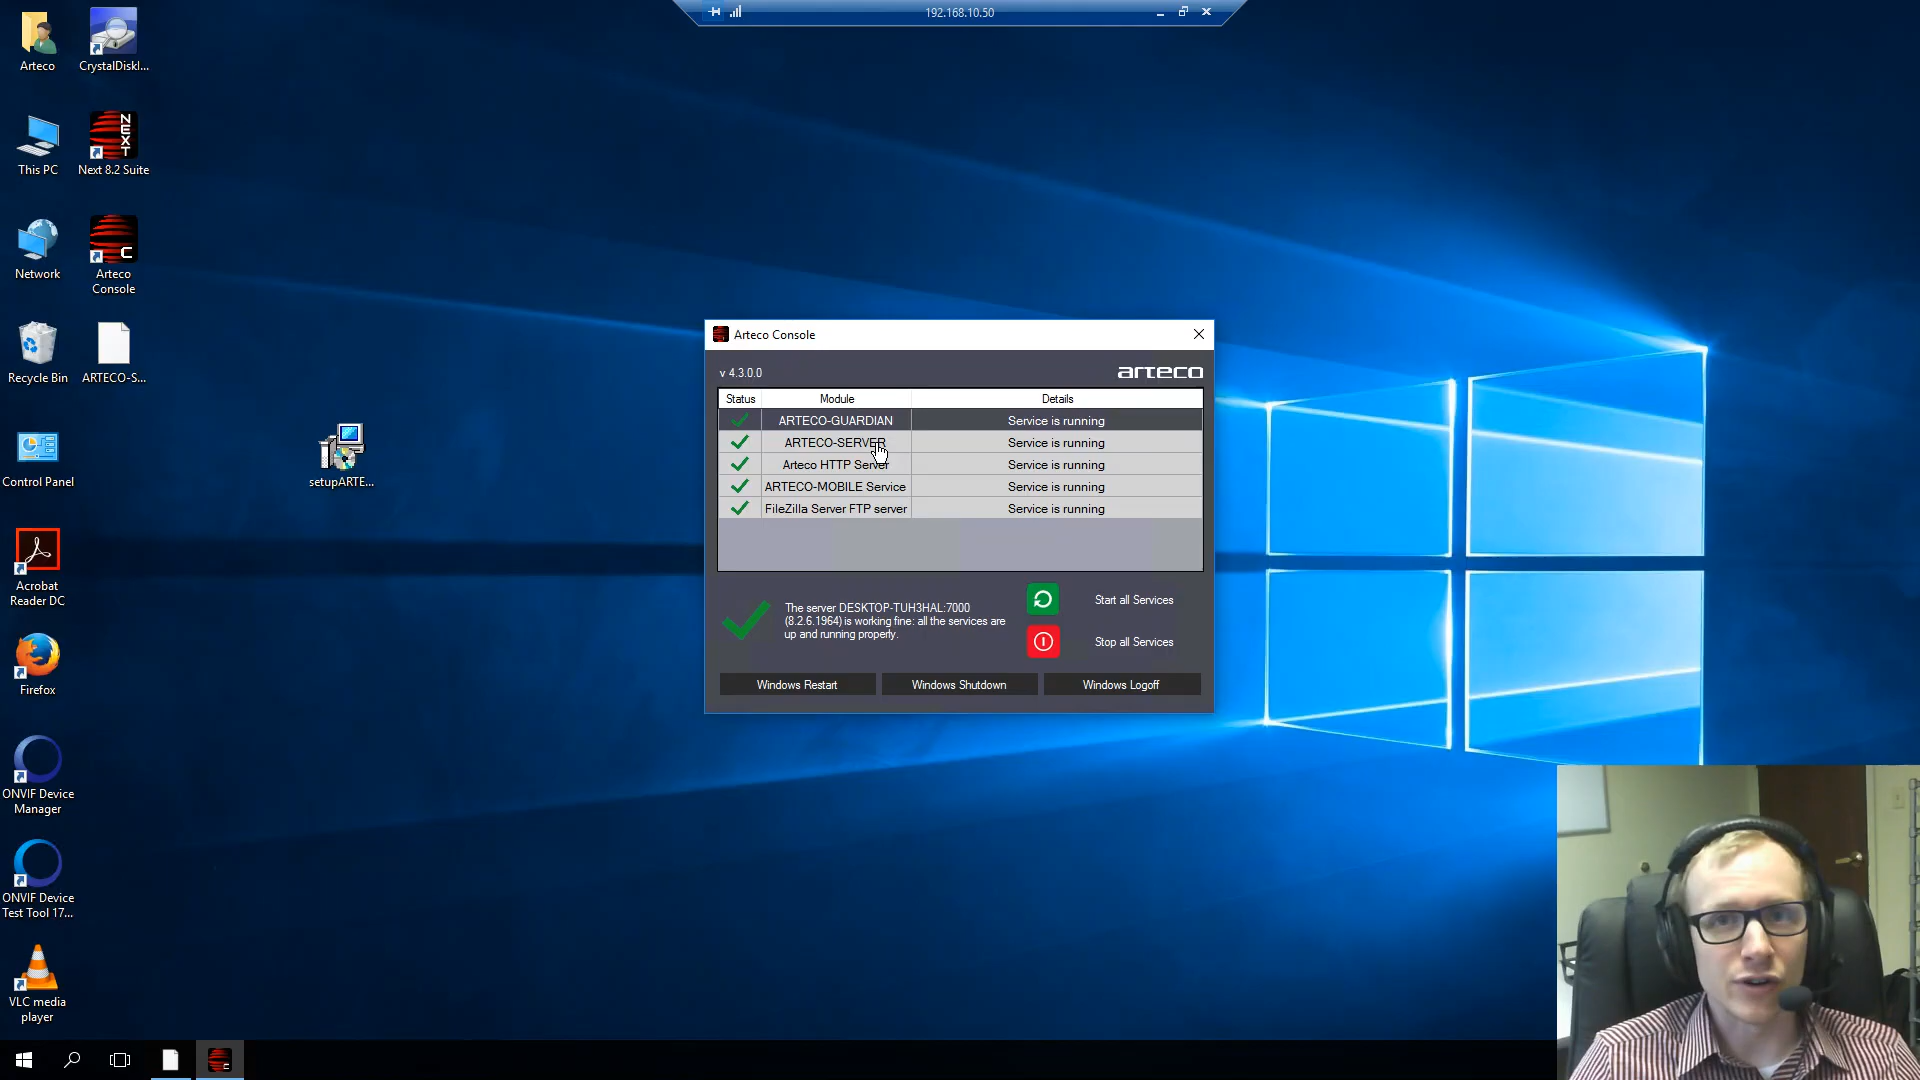 192.168.10.50
Arteco
CrystalDiskI...
This PC
Next 8.2 Suite
Network
Arteco
Console
Recycle Bin
ARTECO-S...
Control Panel
setupARTE...
Acrobat
Reader DC
Firefox
ONVIF Device
Manager
ONVIF Device
Test Tool 17...
VLC media
player
NEXT
C
Arteco Console
v 4.3.0.0
arteco
Status Module Details
ARTECO-GUARDIAN Service is running
ARTECO-SERVER Service is running
Arteco HTTP Server Service is running
ARTECO-MOBILE Service Service is running
FileZilla Server FTP server Service is running
The server DESKTOP-TUH3HAL:7000
(8.2.6.1964) is working fine: all the services are
up and running properly.
Start all Services
Stop all Services
Windows Restart
Windows Shutdown
Windows Logoff